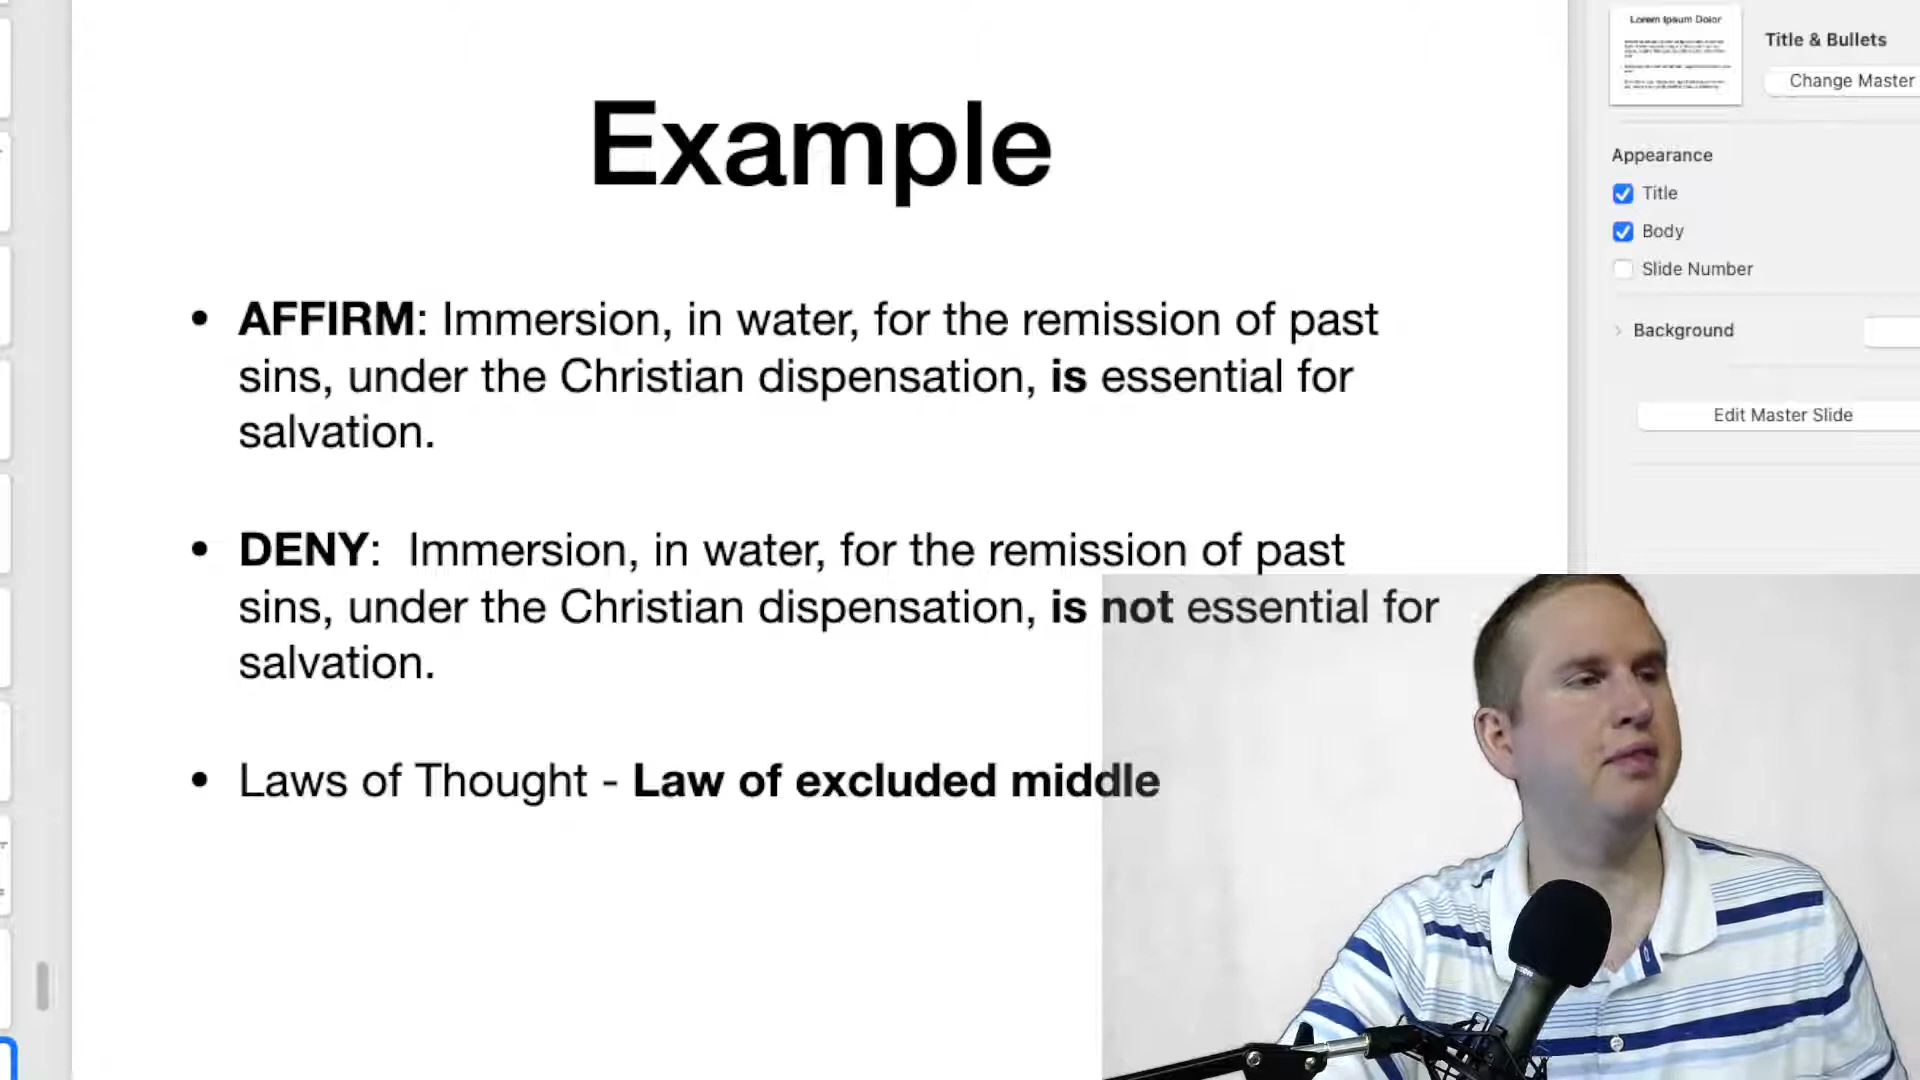 Example
• AFFIRM: Immersion, in water, for the remission of past
sins, under the Christian dispensation, is essential for
salvation.
• DENY: Immersion, in water, for the remission of past
sins, under the Christian dispensation, is not essential for
salvation.
• Laws of Thought - Law of excluded middle
Lorem Ipsum Dolor
Title & Bullets
Change Master
Appearance
Title
Body
Slide Number
Background
Edit Master Slide